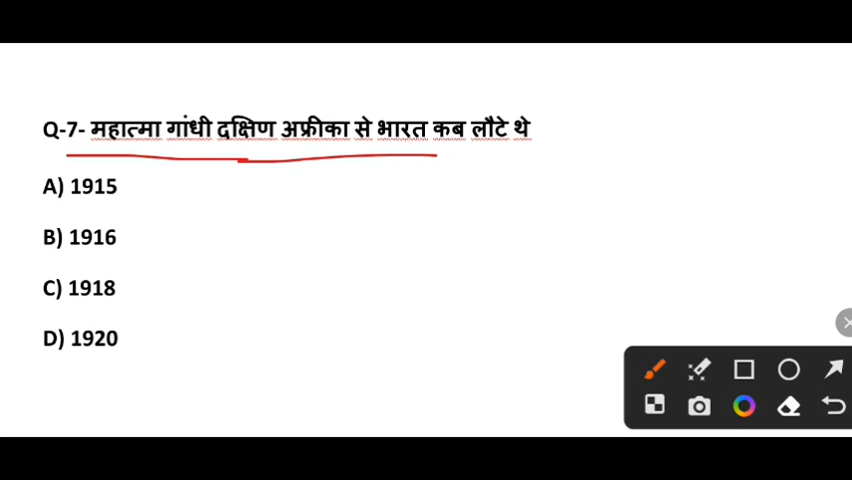 Q-7- महात्मा गांधी दक्षिण अफ्रीका से भारत कब लौटे थे
A) 1915
B) 1916
C) 1918
D) 1920